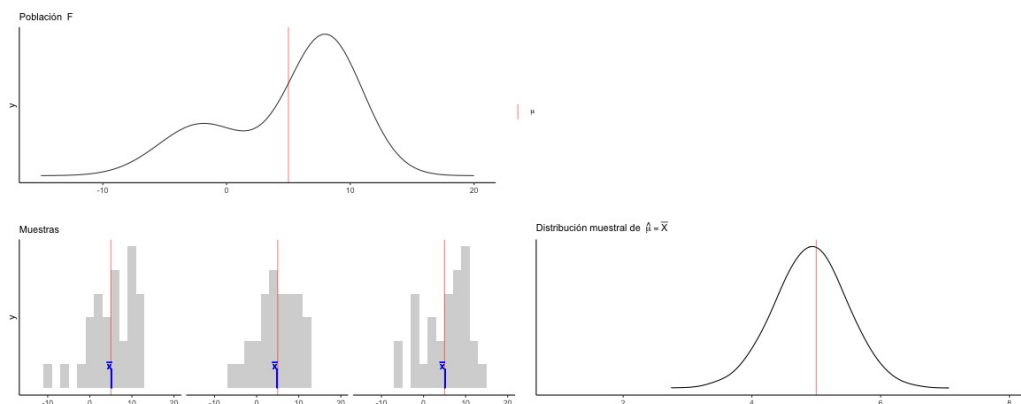 Población F
y
μ
-10 0 10 20
Muestras
y
X̄ X̄ X̄
-10 0 10 20 -10 0 10 20 -10 0 10 20
Distribución muestral de μ̂ = X̄
2 4 6 8